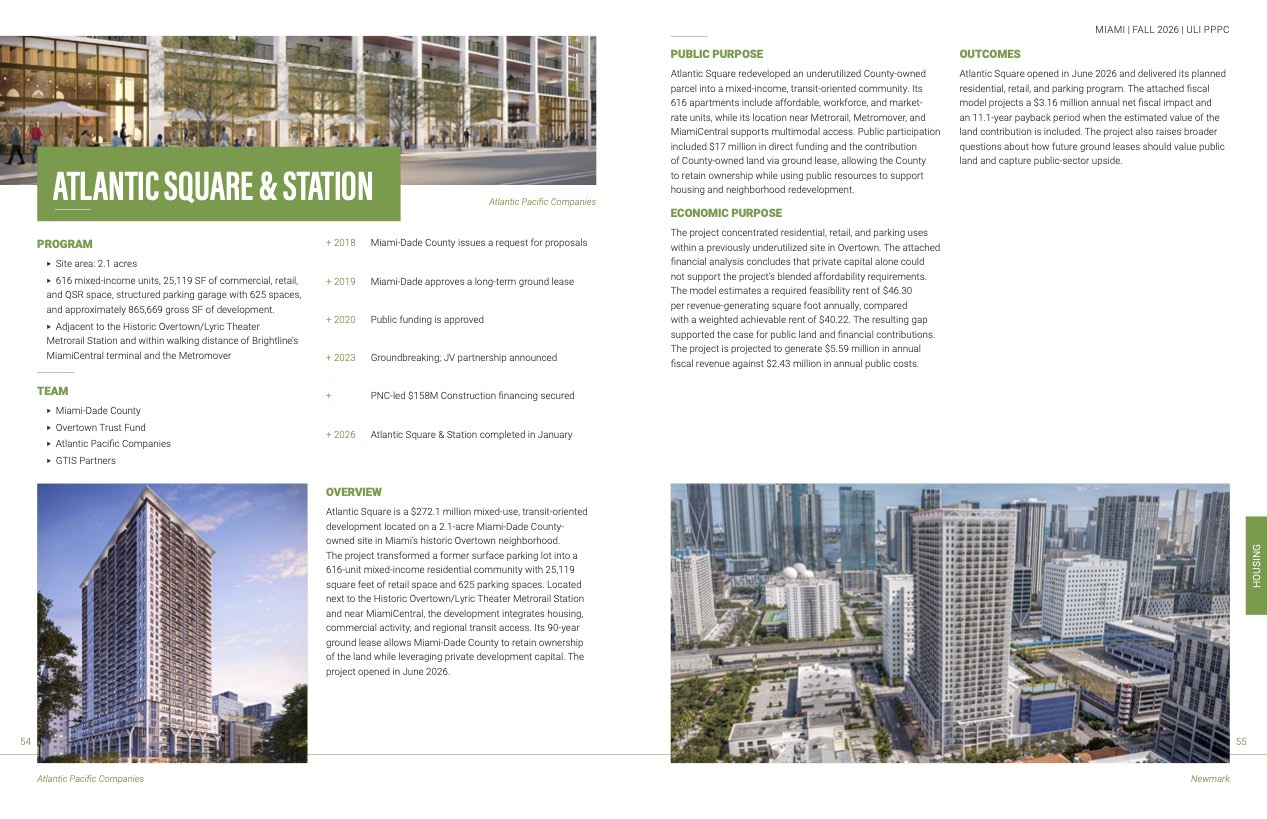 ATLANTIC SQUARE & STATION
Atlantic Pacific Companies
PROGRAM
▸ Site area: 2.1 acres
▸ 616 mixed-income units, 25,119 SF of commercial, retail,
and QSR space, structured parking garage with 625 spaces,
and approximately 865,669 gross SF of development.
▸ Adjacent to the Historic Overtown/Lyric Theater
Metrorail Station and within walking distance of Brightline's
MiamiCentral terminal and the Metromover
TEAM
▸ Miami-Dade County
▸ Overtown Trust Fund
▸ Atlantic Pacific Companies
▸ GTIS Partners
+ 2018 Miami-Dade County issues a request for proposals
+ 2019 Miami-Dade approves a long-term ground lease
+ 2020 Public funding is approved
+ 2023 Groundbreaking; JV partnership announced
+ PNC-led $158M Construction financing secured
+ 2026 Atlantic Square & Station completed in January
OVERVIEW
Atlantic Square is a $272.1 million mixed-use, transit-oriented
development located on a 2.1-acre Miami-Dade County-
owned site in Miami's historic Overtown neighborhood.
The project transformed a former surface parking lot into a
616-unit mixed-income residential community with 25,119
square feet of retail space and 625 parking spaces. Located
next to the Historic Overtown/Lyric Theater Metrorail Station
and near MiamiCentral, the development integrates housing,
commercial activity, and regional transit access. Its 90-year
ground lease allows Miami-Dade County to retain ownership
of the land while leveraging private development capital. The
project opened in June 2026.
54
Atlantic Pacific Companies
MIAMI | FALL 2026 | ULI PPPC
PUBLIC PURPOSE
Atlantic Square redeveloped an underutilized County-owned
parcel into a mixed-income, transit-oriented community. Its
616 apartments include affordable, workforce, and market-
rate units, while its location near Metrorail, Metromover, and
MiamiCentral supports multimodal access. Public participation
included $17 million in direct funding and the contribution
of County-owned land via ground lease, allowing the County
to retain ownership while using public resources to support
housing and neighborhood redevelopment.
ECONOMIC PURPOSE
The project concentrated residential, retail, and parking uses
within a previously underutilized site in Overtown. The attached
financial analysis concludes that private capital alone could
not support the project's blended affordability requirements.
The model estimates a required feasibility rent of $46.30
per revenue-generating square foot annually, compared
with a weighted achievable rent of $40.22. The resulting gap
supported the case for public land and financial contributions.
The project is projected to generate $5.59 million in annual
fiscal revenue against $2.43 million in annual public costs.
OUTCOMES
Atlantic Square opened in June 2026 and delivered its planned
residential, retail, and parking program. The attached fiscal
model projects a $3.16 million annual net fiscal impact and
an 11.1-year payback period when the estimated value of the
land contribution is included. The project also raises broader
questions about how future ground leases should value public
land and capture public-sector upside.
HOUSING
55
Newmark